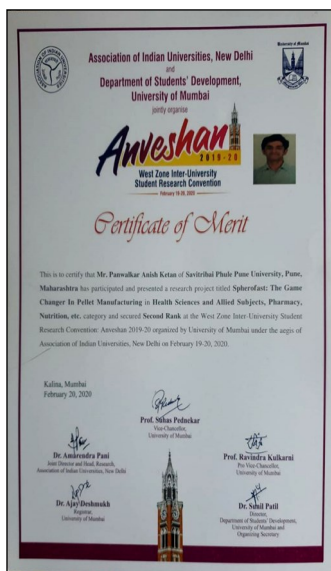 University of Mumbai
Association of Indian Universities, New Delhi
and
Department of Students' Development,
University of Mumbai
jointly organise
Anveshan
2019-20
West Zone Inter-University
Student Research Convention
February 19-20, 2020
Certificate of Merit
This is to certify that Mr. Panwalkar Anish Ketan of Savitribai Phule Pune University, Pune,
Maharashtra has participated and presented a research project titled Spherofast: The Game
Changer In Pellet Manufacturing in Health Sciences and Allied Subjects, Pharmacy,
Nutrition, etc. category and secured Second Rank at the West Zone Inter-University Student
Research Convention: Anveshan 2019-20 organized by University of Mumbai under the aegis of
Association of Indian Universities, New Delhi on February 19-20, 2020.
Kalina, Mumbai
February 20, 2020
Prof. Suhas Pednekar
Vice-Chancellor,
University of Mumbai
Dr. Amarendra Pani
Joint Director and Head, Research,
Association of Indian Universities, New Delhi
Prof. Ravindra Kulkarni
Pro Vice-Chancellor,
University of Mumbai
Dr. Ajay Deshmukh
Registrar,
University of Mumbai
Dr. Sunil Patil
Director,
Department of Students' Development,
University of Mumbai and
Organizing Secretary